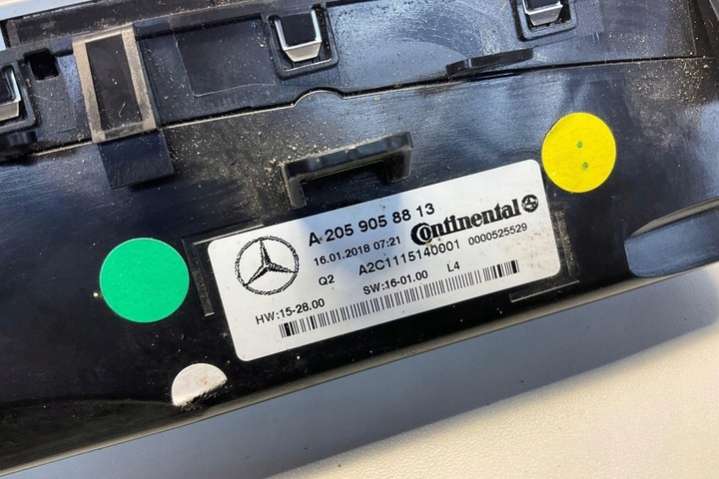 A 205 905 88 13
16.01.2018 07:21 Continental
Q2 A2C1115140001 0000525529
HW:15-28.00 SW:16-01.00 L4